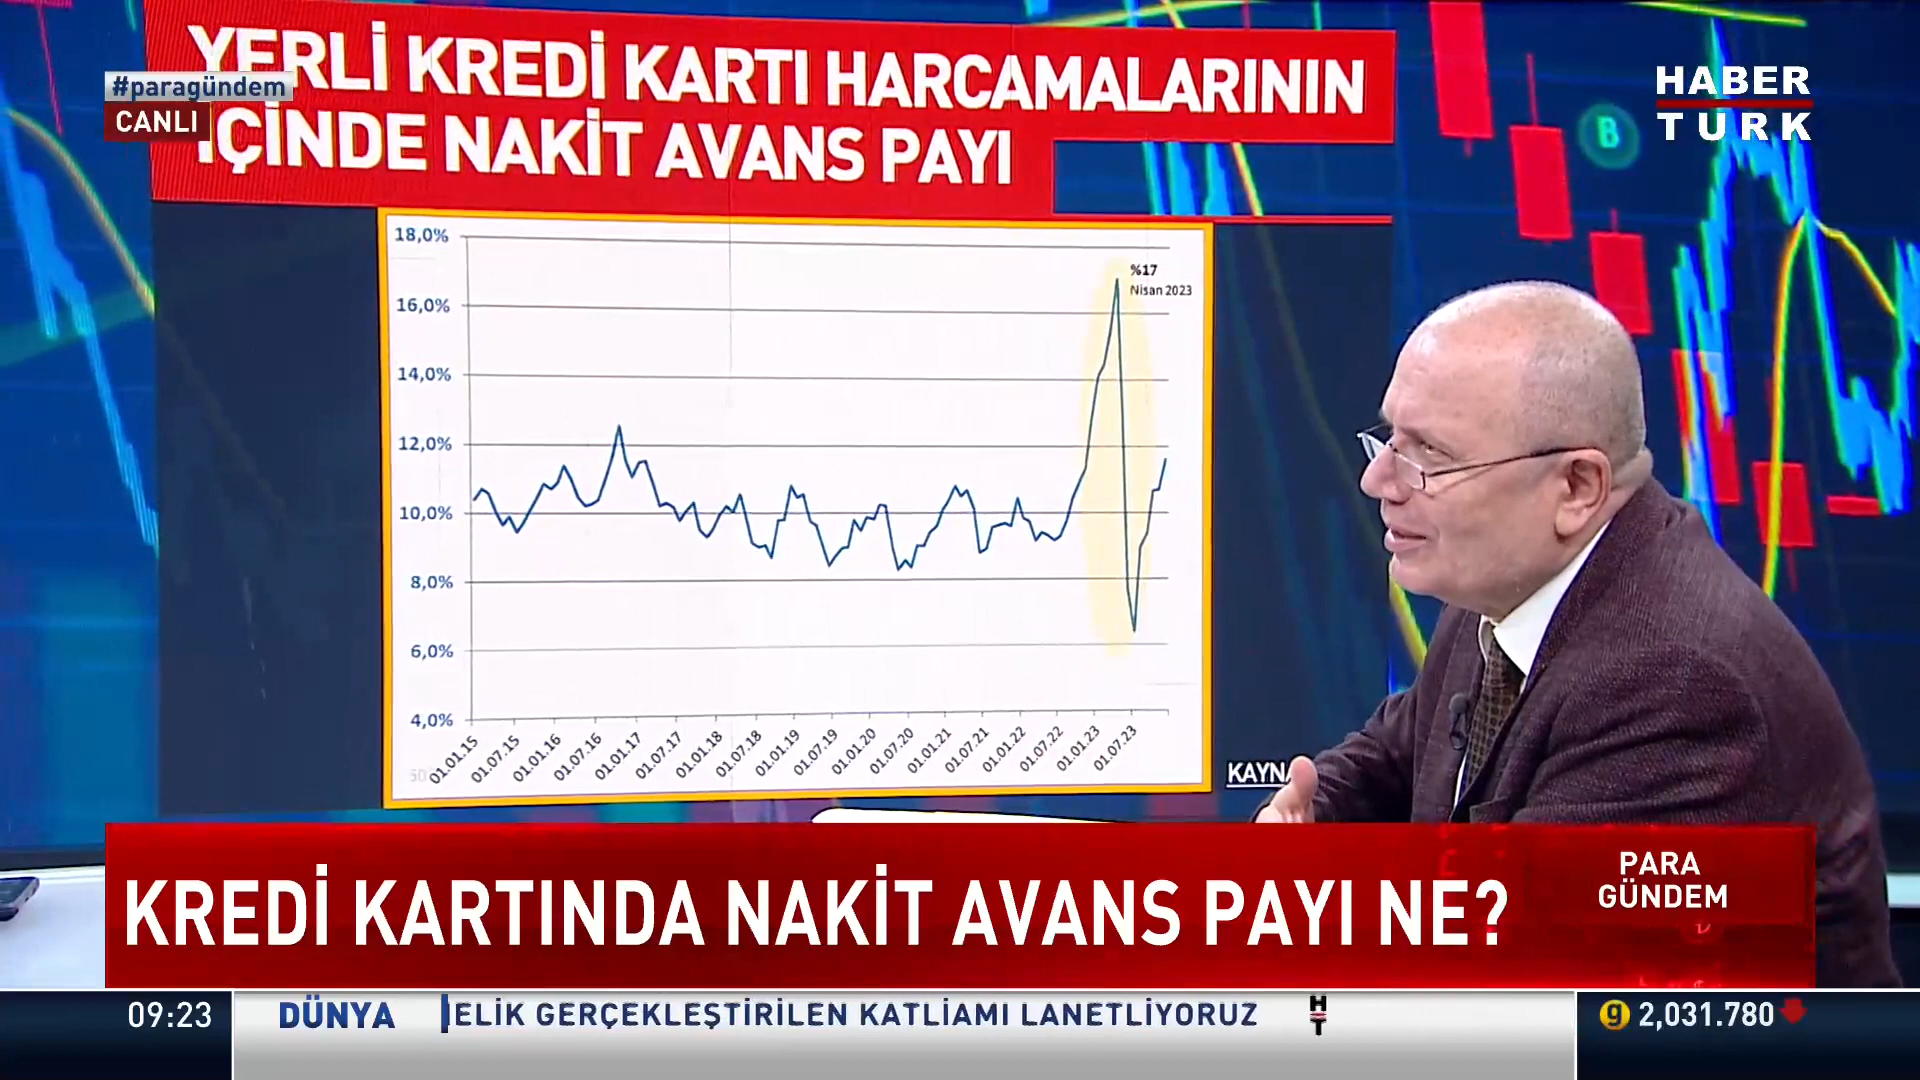 YERLİ KREDİ KARTI HARCAMALARININ
İÇİNDE NAKİT AVANS PAYI
#paragündem
CANLI
HABER
TURK
B
18,0%
16,0%
14,0%
12,0%
10,0%
8,0%
6,0%
4,0%
%17
Nisan 2023
01.01.15
01.07.15
01.01.16
01.07.16
01.01.17
01.07.17
01.01.18
01.07.18
01.01.19
01.07.19
01.01.20
01.07.20
01.01.21
01.07.21
01.01.22
01.07.22
01.01.23
01.07.23
KAYNA
KREDİ KARTINDA NAKİT AVANS PAYI NE?
PARA
GÜNDEM
09:23
DÜNYA
ELİK GERÇEKLEŞTİRİLEN KATLİAMI LANETLİYORUZ
H
T
g 2,031.780